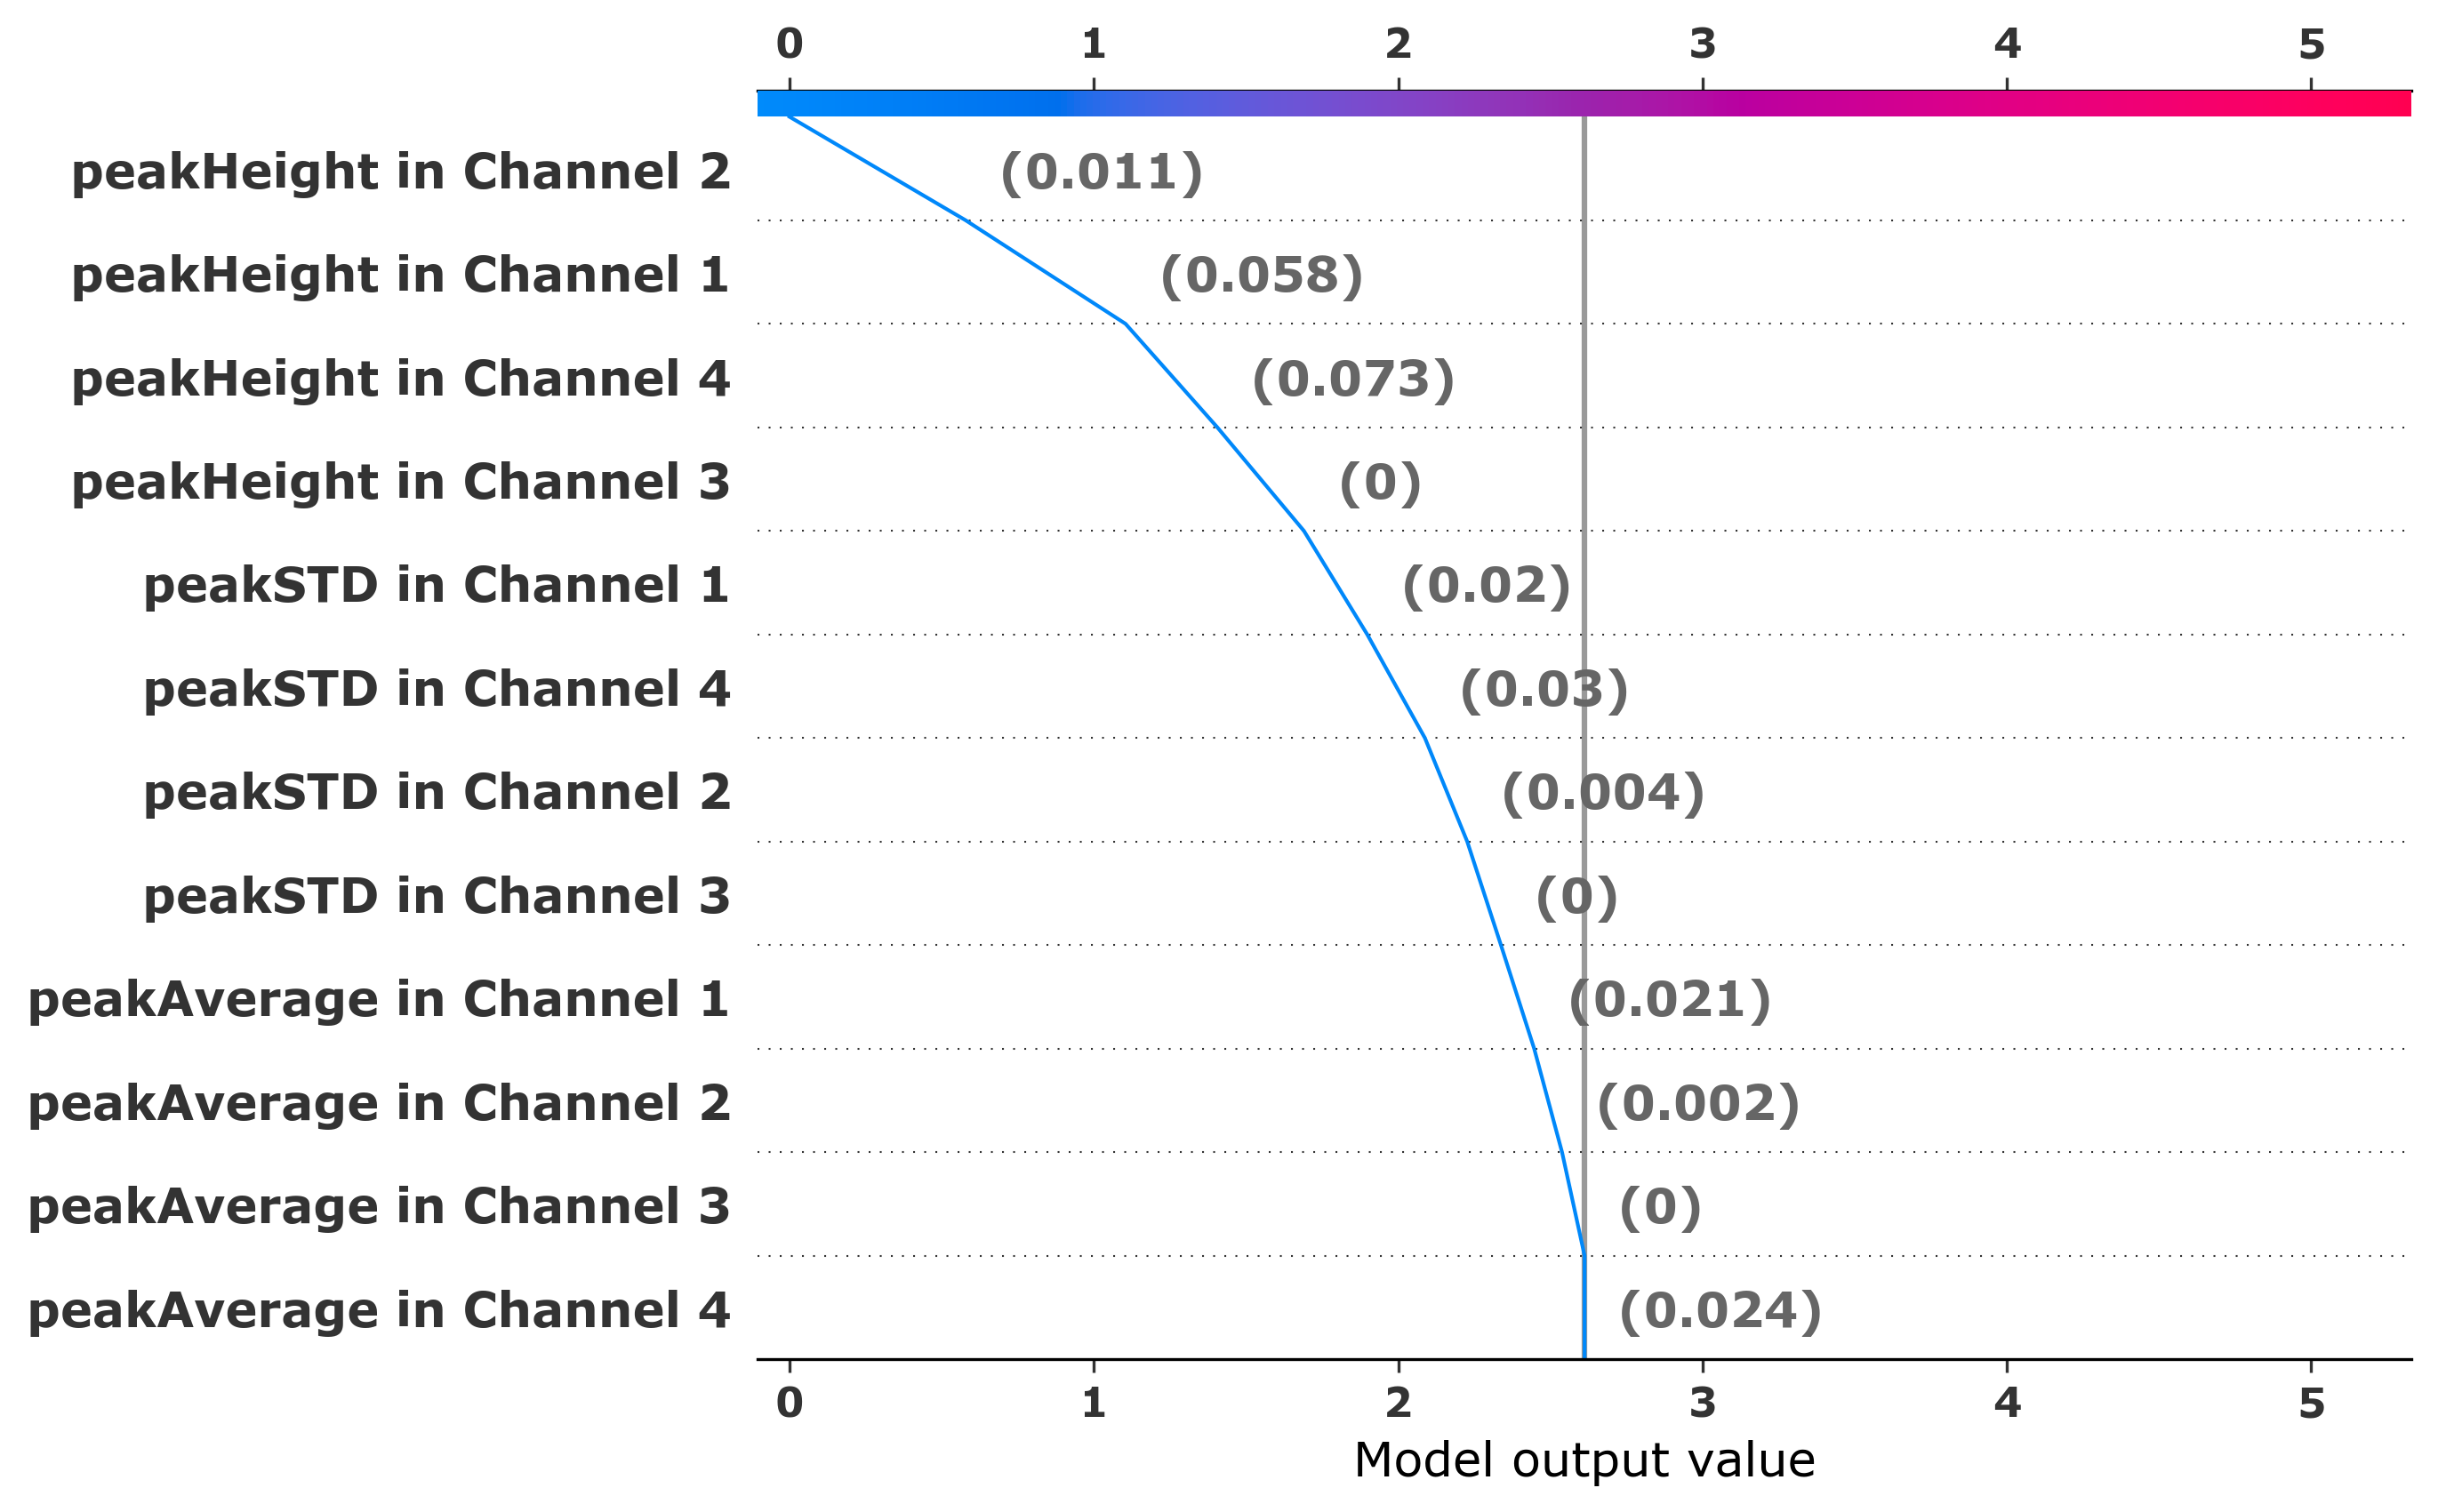 0 1 2 3 4 5
peakHeight in Channel 2 (0.011)
peakHeight in Channel 1 (0.058)
peakHeight in Channel 4 (0.073)
peakHeight in Channel 3 (0)
peakSTD in Channel 1 (0.02)
peakSTD in Channel 4 (0.03)
peakSTD in Channel 2 (0.004)
peakSTD in Channel 3 (0)
peakAverage in Channel 1 (0.021)
peakAverage in Channel 2 (0.002)
peakAverage in Channel 3 (0)
peakAverage in Channel 4 (0.024)
0 1 2 3 4 5
Model output value